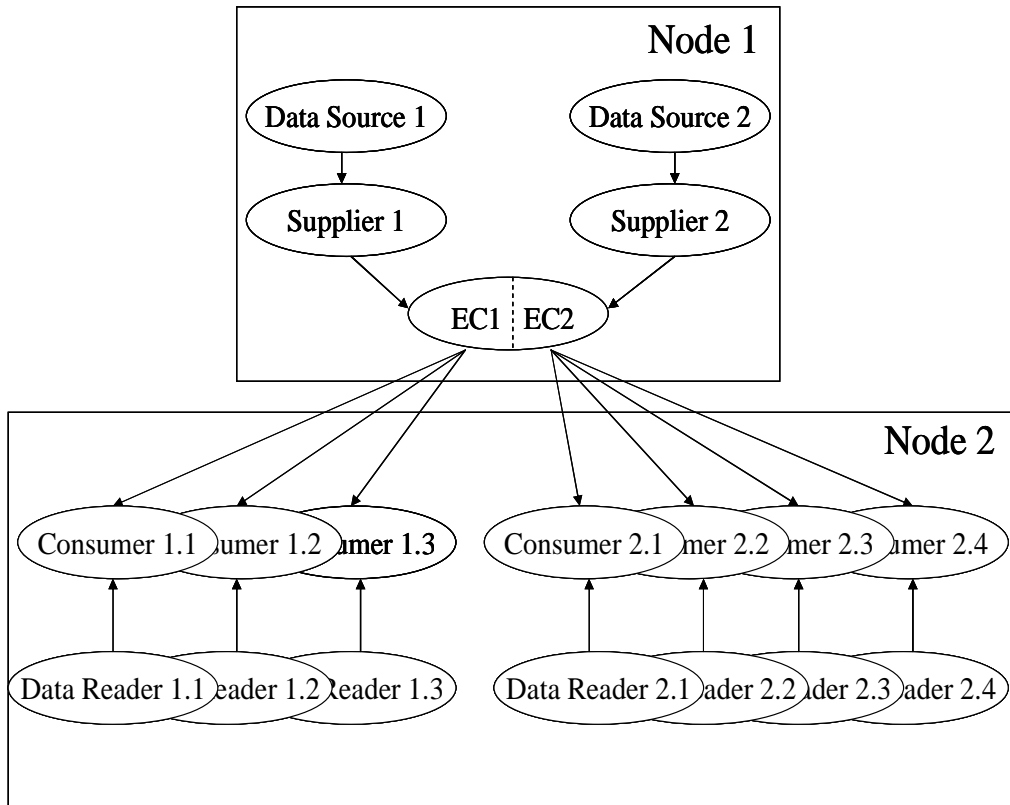 Node 1
Data Source 1
Data Source 2
Supplier 1
Supplier 2
EC1
EC2
Node 2
Consumer 1.1
umer 1.2
umer 1.3
Consumer 2.1
mer 2.2
mer 2.3
umer 2.4
Data Reader 1.1
eader 1.2
Reader 1.3
Data Reader 2.1
ader 2.2
ader 2.3
ader 2.4